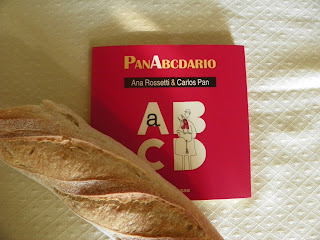 PANABCDARIO
Ana Rossetti & Carlos Pan
A a B
C D